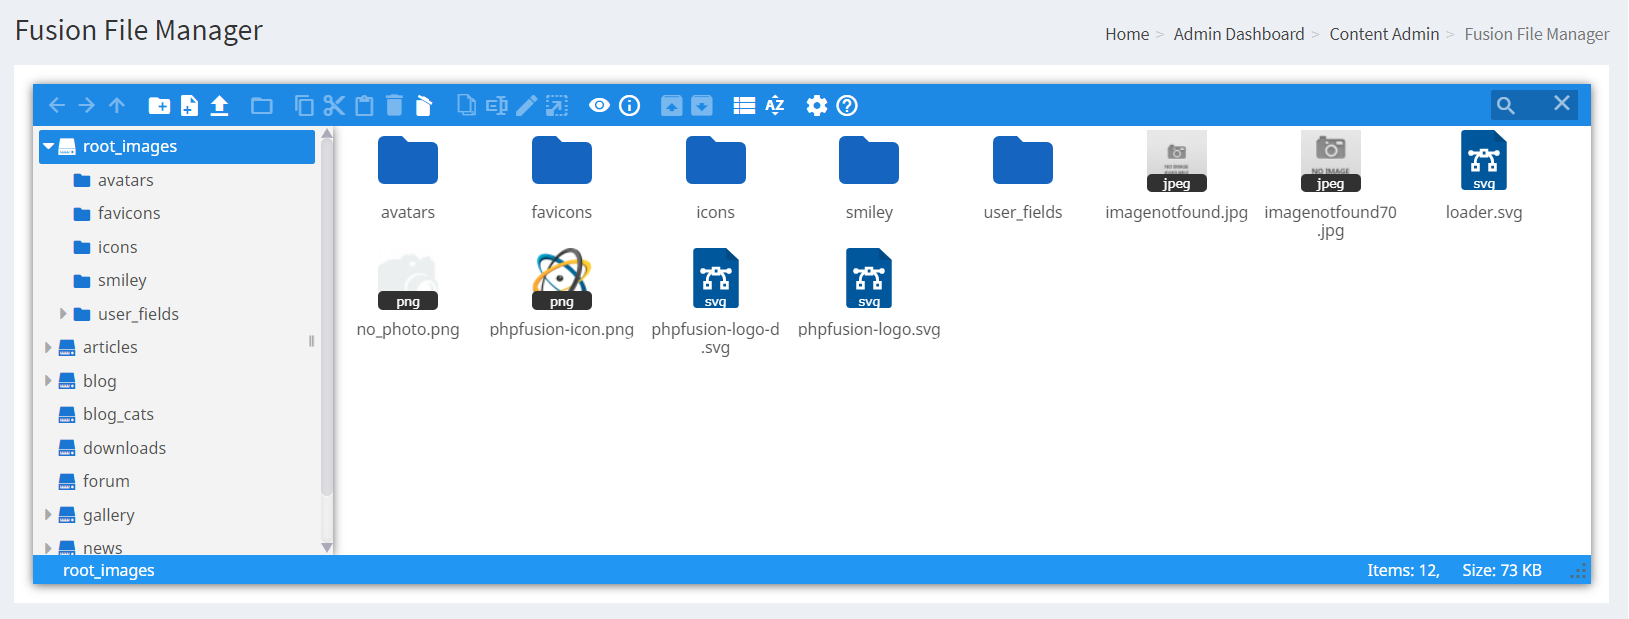 Fusion File Manager
Home > Admin Dashboard > Content Admin > Fusion File Manager
AZ
root_images
avatars
favicons
icons
smiley
user_fields
articles
blog
blog_cats
downloads
forum
gallery
news
avatars
favicons
icons
smiley
user_fields
jpeg
imagenotfound.jpg
NO IMAGE
jpeg
imagenotfound70
.jpg
svg
loader.svg
png
no_photo.png
png
phpfusion-icon.png
svg
phpfusion-logo-d
.svg
svg
phpfusion-logo.svg
root_images
Items: 12, Size: 73 KB